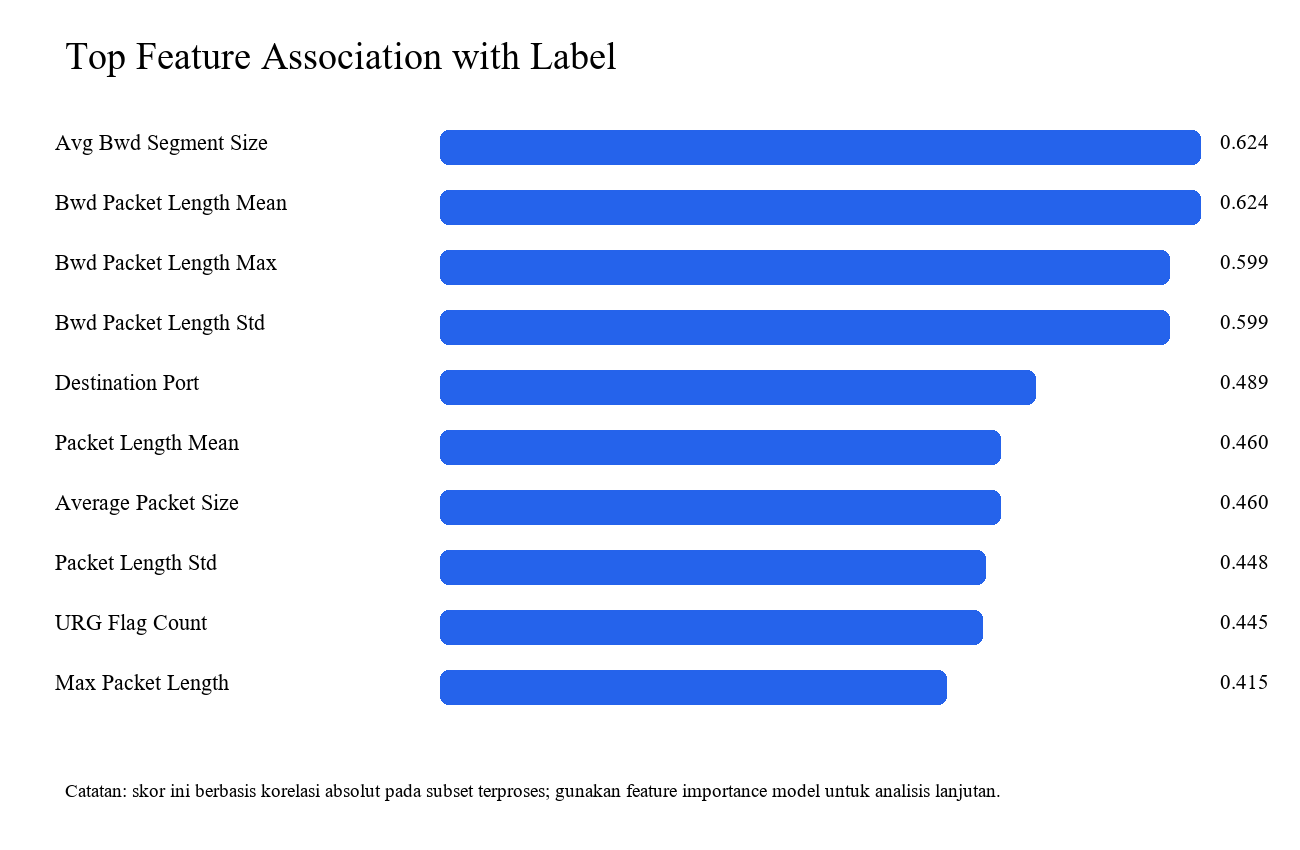 Top Feature Association with Label
Avg Bwd Segment Size 0.624
Bwd Packet Length Mean 0.624
Bwd Packet Length Max 0.599
Bwd Packet Length Std 0.599
Destination Port 0.489
Packet Length Mean 0.460
Average Packet Size 0.460
Packet Length Std 0.448
URG Flag Count 0.445
Max Packet Length 0.415
Catatan: skor ini berbasis korelasi absolut pada subset terproses; gunakan feature importance model untuk analisis lanjutan.